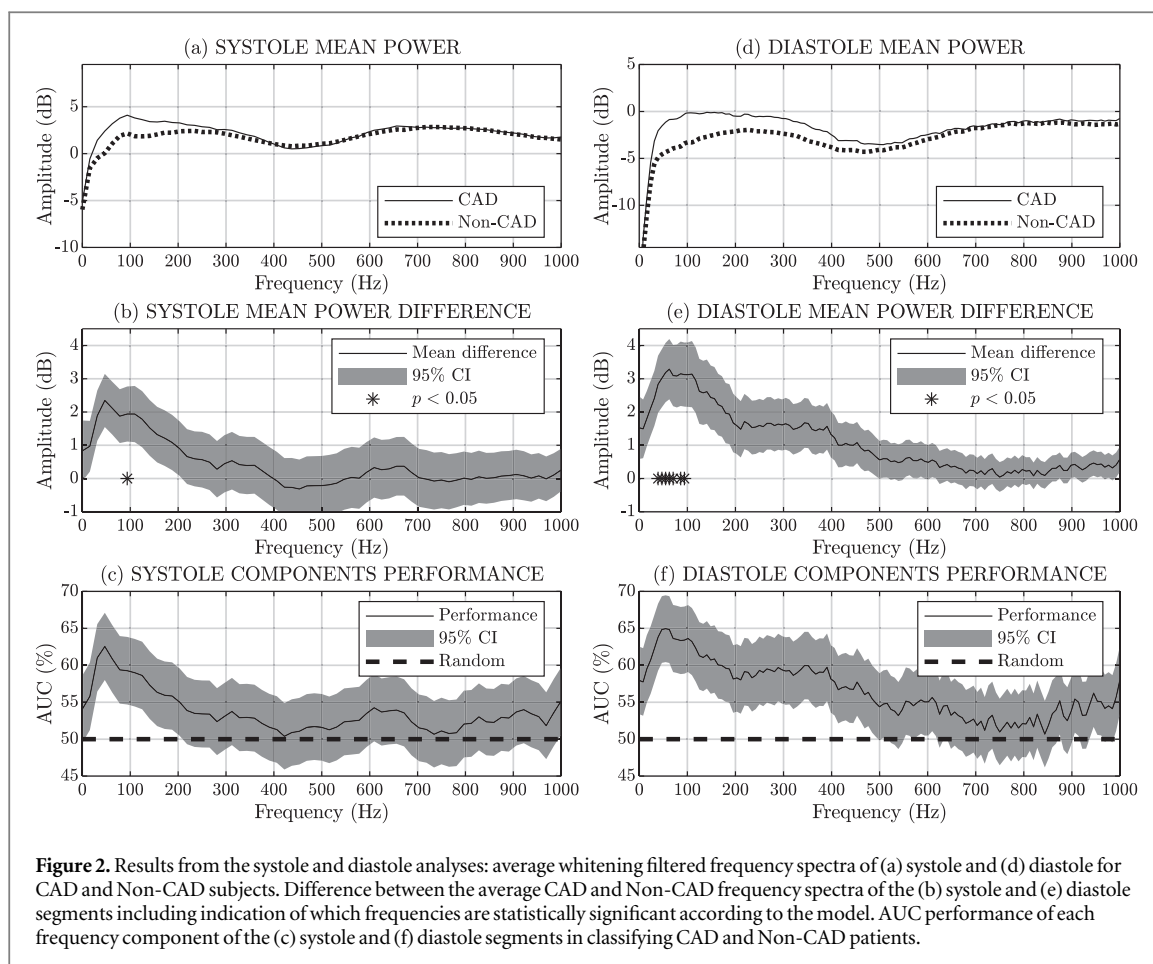 (a) SYSTOLE MEAN POWER
5
0
-5
-10
Amplitude (dB)
CAD
Non-CAD
0 100 200 300 400 500 600 700 800 900 1000
Frequency (Hz)
(d) DIASTOLE MEAN POWER
5
0
-5
-10
Amplitude (dB)
CAD
Non-CAD
0 100 200 300 400 500 600 700 800 900 1000
Frequency (Hz)
(b) SYSTOLE MEAN POWER DIFFERENCE
4
3
2
1
0
-1
Amplitude (dB)
Mean difference
95% CI
p < 0.05
0 100 200 300 400 500 600 700 800 900 1000
Frequency (Hz)
(e) DIASTOLE MEAN POWER DIFFERENCE
4
3
2
1
0
-1
Amplitude (dB)
Mean difference
95% CI
p < 0.05
0 100 200 300 400 500 600 700 800 900 1000
Frequency (Hz)
(c) SYSTOLE COMPONENTS PERFORMANCE
70
65
60
55
50
45
AUC (%)
Performance
95% CI
Random
0 100 200 300 400 500 600 700 800 900 1000
Frequency (Hz)
(f) DIASTOLE COMPONENTS PERFORMANCE
70
65
60
55
50
45
AUC (%)
Performance
95% CI
Random
0 100 200 300 400 500 600 700 800 900 1000
Frequency (Hz)
Figure 2. Results from the systole and diastole analyses: average whitening filtered frequency spectra of (a) systole and (d) diastole for
CAD and Non-CAD subjects. Difference between the average CAD and Non-CAD frequency spectra of the (b) systole and (e) diastole
segments including indication of which frequencies are statistically significant according to the model. AUC performance of each
frequency component of the (c) systole and (f) diastole segments in classifying CAD and Non-CAD patients.